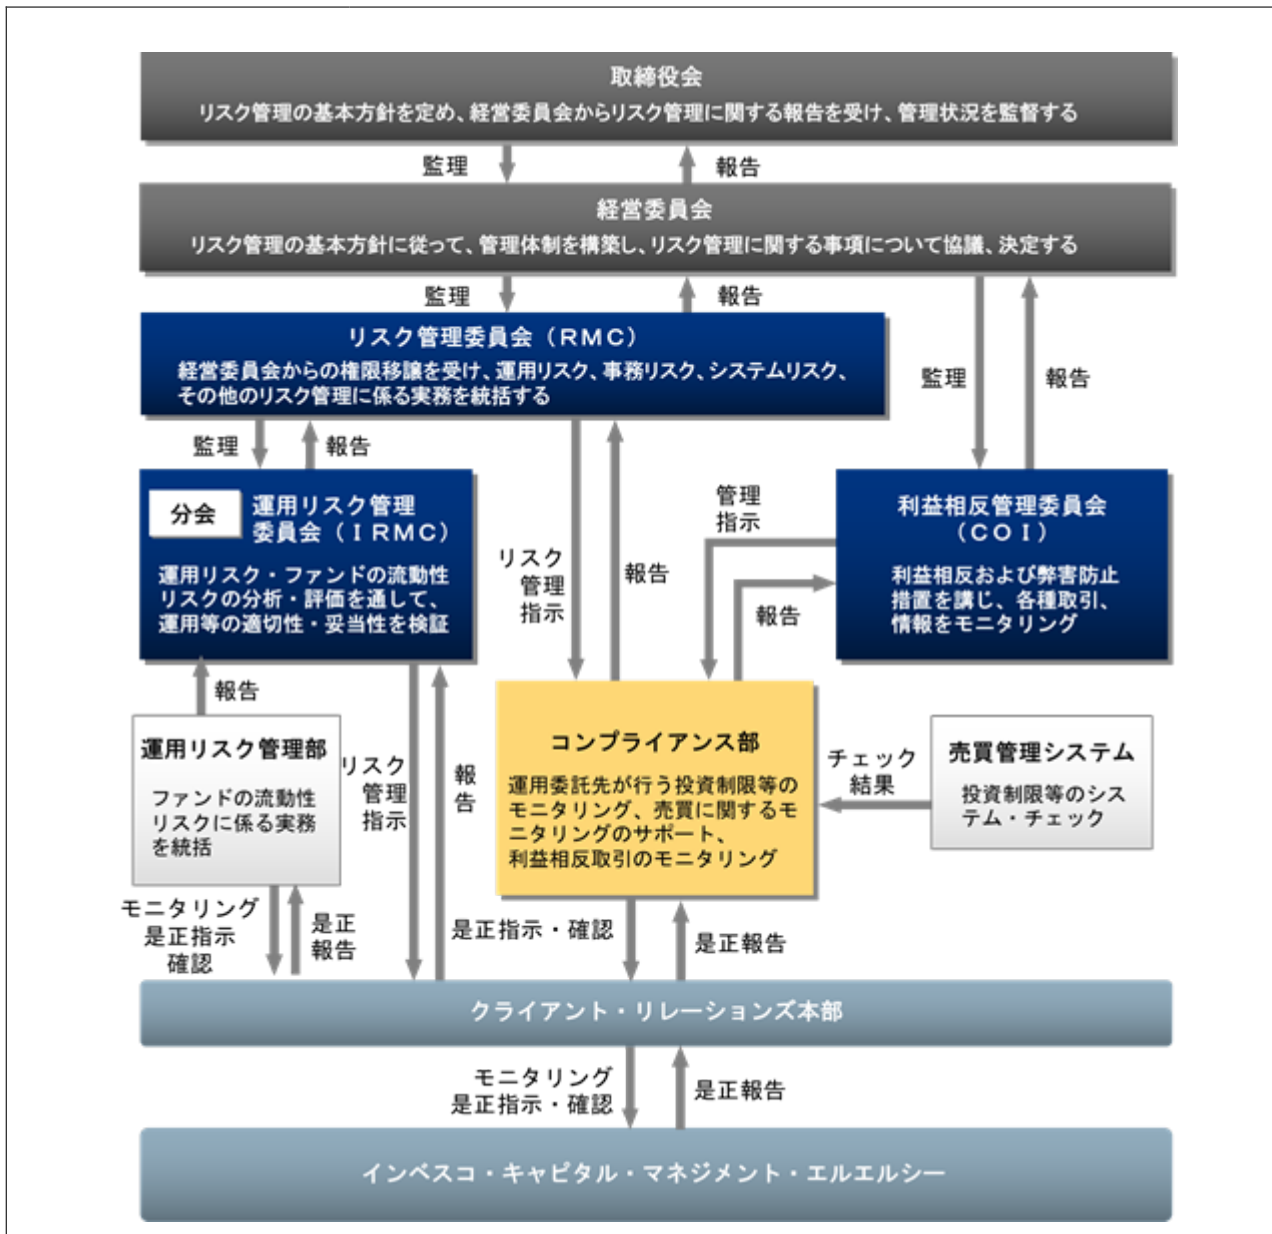 取締役会
リスク管理の基本方針を定め、経営委員会からリスク管理に関する報告を受け、管理状況を監督する
監理
報告
経営委員会
リスク管理の基本方針に従って、管理体制を構築し、リスク管理に関する事項について協議、決定する
監理
報告
リスク管理委員会（ＲＭＣ）
経営委員会からの権限移譲を受け、運用リスク、事務リスク、システムリスク、
その他のリスク管理に係る実務を統括する
監理
報告
監理
報告
分会
運用リスク管理
委員会（ＩＲＭＣ）
運用リスク・ファンドの流動性
リスクの分析・評価を通して、
運用等の適切性・妥当性を検証
リスク
管理
指示
報告
管理
指示
報告
利益相反管理委員会
（ＣＯＩ）
利益相反および弊害防止
措置を講じ、各種取引、
情報をモニタリング
報告
運用リスク管理部
ファンドの流動性
リスクに係る実務
を統括
リスク
管理
指示
報
告
コンプライアンス部
運用委託先が行う投資制限等の
モニタリング、売買に関するモ
ニタリングのサポート、
利益相反取引のモニタリング
チェック
結果
売買管理システム
投資制限等のシス
テム・チェック
モニタリング
是正指示
確認
是正
報告
是正指示・確認
是正報告
クライアント・リレーションズ本部
モニタリング
是正指示・確認
是正報告
インベスコ・キャピタル・マネジメント・エルエルシー